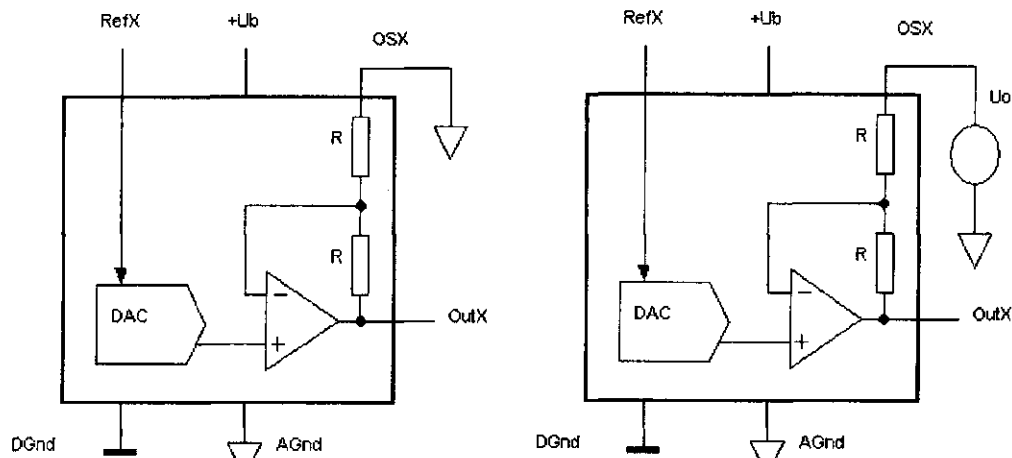 RefX +Ub OSX
R
R
DAC
−
+
OutX
DGnd AGnd
RefX +Ub OSX
Uo
R
R
DAC
−
+
OutX
DGnd AGnd